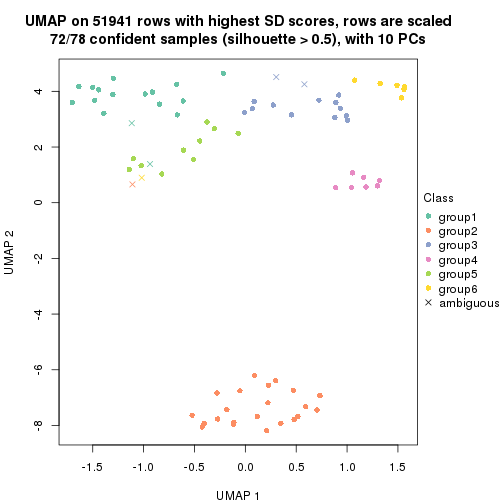 UMAP on 51941 rows with highest SD scores, rows are scaled
72/78 confident samples (silhouette > 0.5), with 10 PCs
4
2
0
-2
-4
-6
-8
UMAP 2
-1.5
-1.0
-0.5
0.0
0.5
1.0
1.5
UMAP 1
Class
group1
group2
group3
group4
group5
group6
ambiguous